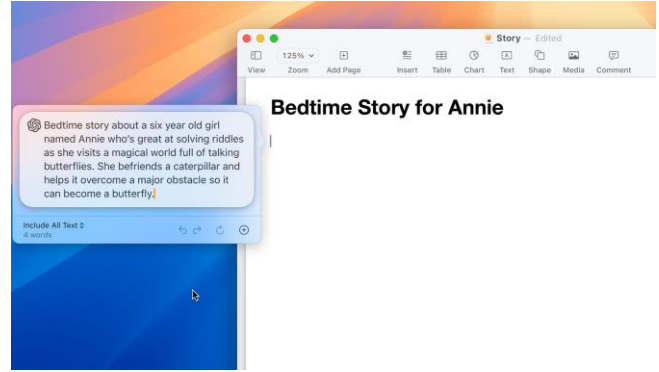 Story — Edited
125%
View Zoom Add Page Insert Table Chart Text Shape Media Comment
Bedtime Story for Annie
Bedtime story about a six year old girl
named Annie who's great at solving riddles
as she visits a magical world full of talking
butterflies. She befriends a caterpillar and
helps it overcome a major obstacle so it
can become a butterfly.
Include All Text
4 words